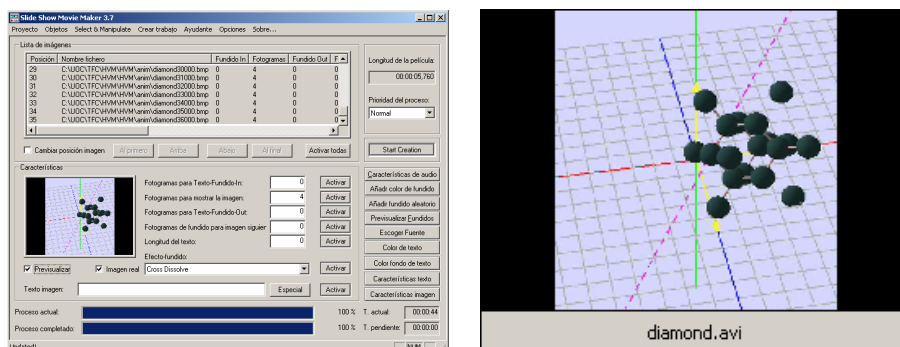 Slide Show Movie Maker 3.7
Proyecto Objetos Select & Manipulate Crear trabajo Ayudante Opciones Sobre...
Lista de imágenes
Posición Nombre fichero Fundido In Fotogramas Fundido Out F
29 C:\UOC\TFC\HVM\HVM\anim\diamond30000.bmp 0 4 0 0
30 C:\UOC\TFC\HVM\HVM\anim\diamond31000.bmp 0 4 0 0
31 C:\UOC\TFC\HVM\HVM\anim\diamond32000.bmp 0 4 0 0
32 C:\UOC\TFC\HVM\HVM\anim\diamond33000.bmp 0 4 0 0
33 C:\UOC\TFC\HVM\HVM\anim\diamond34000.bmp 0 4 0 0
34 C:\UOC\TFC\HVM\HVM\anim\diamond35000.bmp 0 4 0 0
35 C:\UOC\TFC\HVM\HVM\anim\diamond36000.bmp 0 4 0 0
Cambiar posición imagen Al primero Arriba Abajo Al final Activar todas
Longitud de la película:
00:00:05,760
Prioridad del proceso:
Normal
Start Creation
Características
Fotogramas para Texto-Fundido-In: 0 Activar
Fotogramas para mostrar la imagen: 4 Activar
Fotogramas para Texto-Fundido-Out: 0 Activar
Fotogramas de fundido para imagen siguier 0 Activar
Longitud del texto: 0 Activar
Efecto-fundido:
Previsualizar Imagen real Cross Dissolve Activar
Texto imagen: Especial Activar
Características de audio
Añadir color de fundido
Añadir fundido aleatorio
Previsualizar Fundidos
Escoger Fuente
Color de texto
Color fondo de texto
Características texto
Características imagen
Proceso actual: 100 % T. actual: 00:00:44
Proceso completado: 100 % T. pendiente: 00:00:00
Updated! NUM
diamond.avi